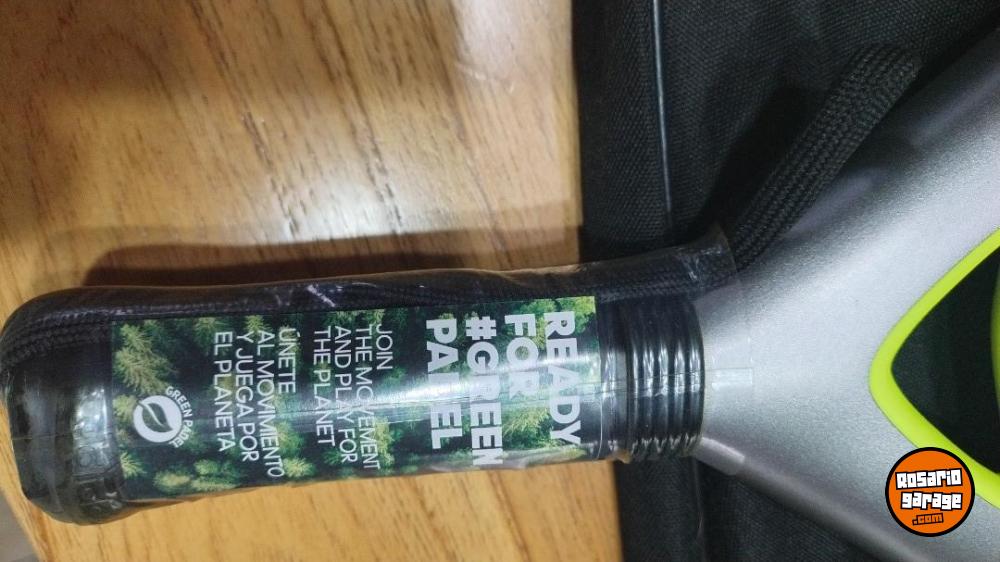 READY
FOR
#GREEN
PADEL
JOIN
THE MOVEMENT
AND PLAY FOR
THE PLANET
ÚNETE
AL MOVIMIENTO
Y JUEGA POR
EL PLANETA
GREEN PADEL
Rosario
garage
.com